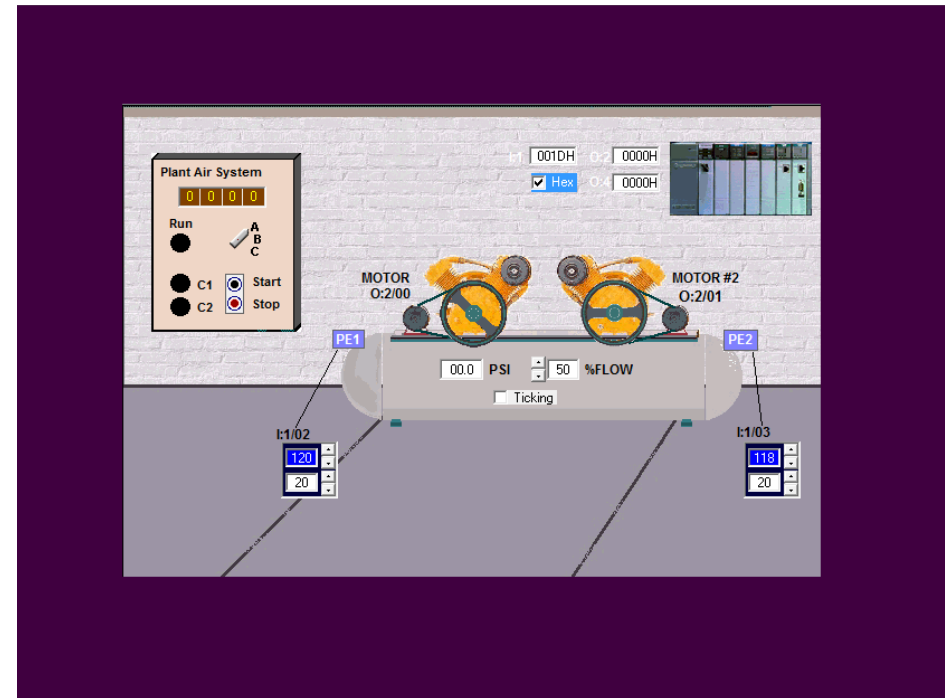 Plant Air System
0 0 0 0
Run
A
B
C
C1
Start
C2
Stop
I:1 001DH O:2 0000H
Hex O:4 0000H
MOTOR
O:2/00
MOTOR #2
O:2/01
PE1
PE2
00.0 PSI 50 %FLOW
Ticking
I:1/02
120
20
I:1/03
118
20